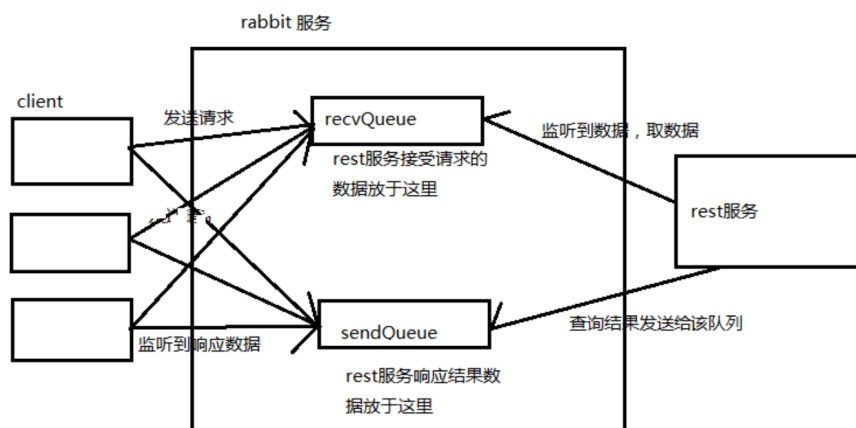 rabbit 服务
client
发送请求
recvQueue
rest服务接受请求的
数据放于这里
监听到数据，取数据
rest服务
sendQueue
查询结果发送给该队列
监听到响应数据
rest服务响应结果数
据放于这里